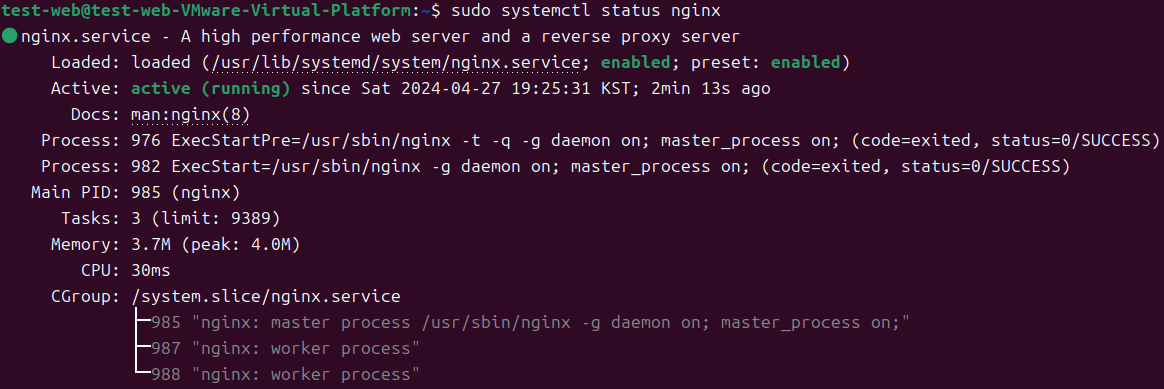 test-web@test-web-VMware-Virtual-Platform:~$ sudo systemctl status nginx
nginx.service - A high performance web server and a reverse proxy server
Loaded: loaded (/usr/lib/systemd/system/nginx.service; enabled; preset: enabled)
Active: active (running) since Sat 2024-04-27 19:25:31 KST; 2min 13s ago
Docs: man:nginx(8)
Process: 976 ExecStartPre=/usr/sbin/nginx -t -q -g daemon on; master_process on; (code=exited, status=0/SUCCESS)
Process: 982 ExecStart=/usr/sbin/nginx -g daemon on; master_process on; (code=exited, status=0/SUCCESS)
Main PID: 985 (nginx)
Tasks: 3 (limit: 9389)
Memory: 3.7M (peak: 4.0M)
CPU: 30ms
CGroup: /system.slice/nginx.service
985 "nginx: master process /usr/sbin/nginx -g daemon on; master_process on;"
987 "nginx: worker process"
988 "nginx: worker process"